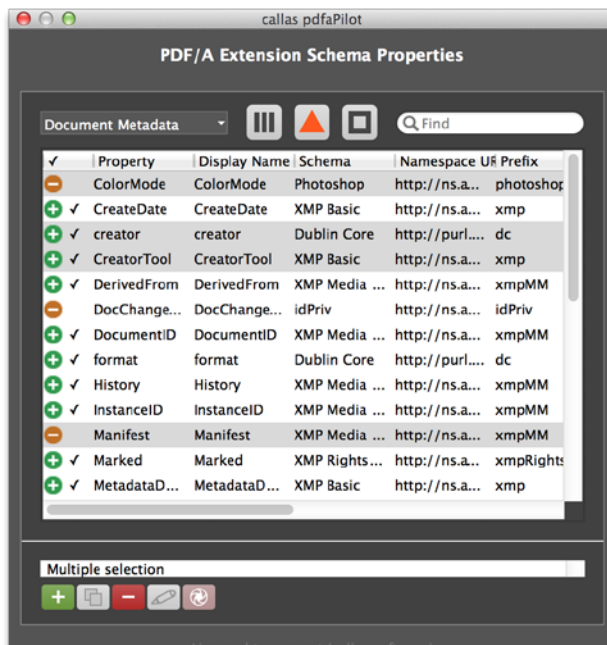 callas pdfaPilot
PDF/A Extension Schema Properties
Document Metadata Find
✓ Property Display Name Schema Namespace UR Prefix
ColorMode ColorMode Photoshop http://ns.a... photoshop
✓ CreateDate CreateDate XMP Basic http://ns.a... xmp
✓ creator creator Dublin Core http://purl.... dc
✓ CreatorTool CreatorTool XMP Basic http://ns.a... xmp
✓ DerivedFrom DerivedFrom XMP Media ... http://ns.a... xmpMM
DocChange... DocChange... idPriv http://ns.a... idPriv
✓ DocumentID DocumentID XMP Media ... http://ns.a... xmpMM
✓ format format Dublin Core http://purl.... dc
✓ History History XMP Media ... http://ns.a... xmpMM
✓ InstanceID InstanceID XMP Media ... http://ns.a... xmpMM
Manifest Manifest XMP Media ... http://ns.a... xmpMM
✓ Marked Marked XMP Rights... http://ns.a... xmpRights
✓ MetadataD... MetadataD... XMP Basic http://ns.a... xmp
Multiple selection